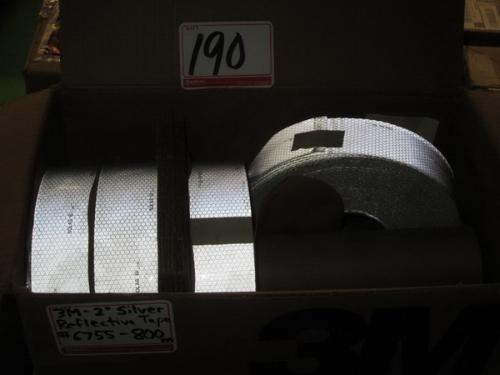 190
3M-2" Silver
Reflective Tape
#6755-800
m
3M